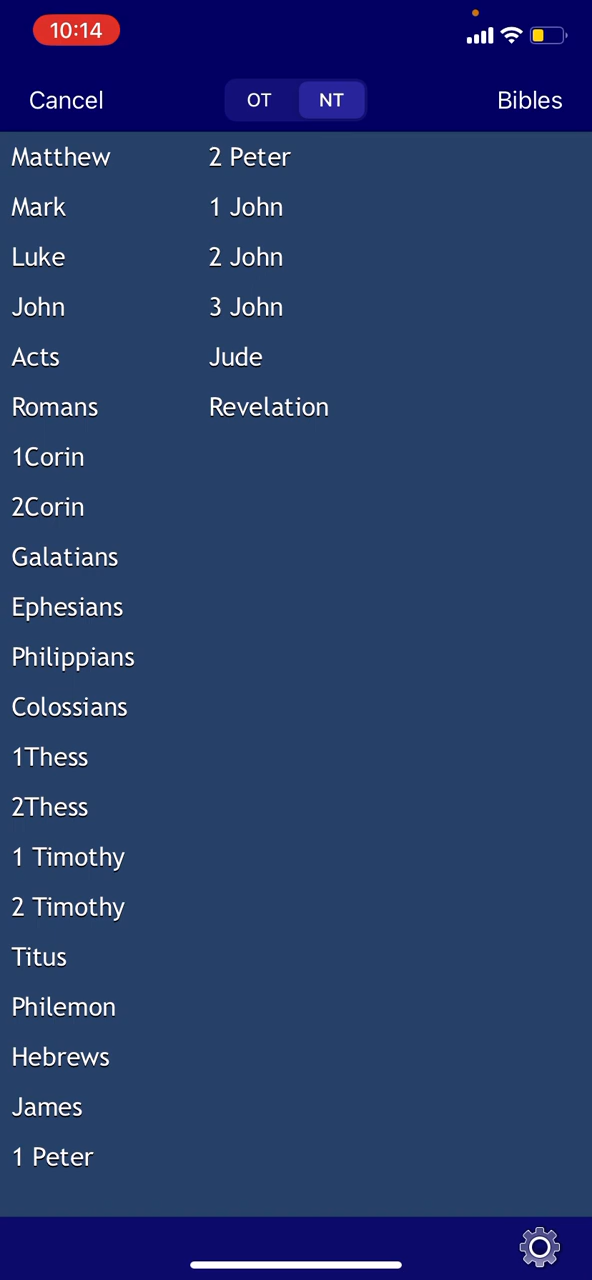 10:14
Cancel
OT
NT
Bibles
Matthew
Mark
Luke
John
Acts
Romans
1Corin
2Corin
Galatians
Ephesians
Philippians
Colossians
1Thess
2Thess
1 Timothy
2 Timothy
Titus
Philemon
Hebrews
James
1 Peter
2 Peter
1 John
2 John
3 John
Jude
Revelation